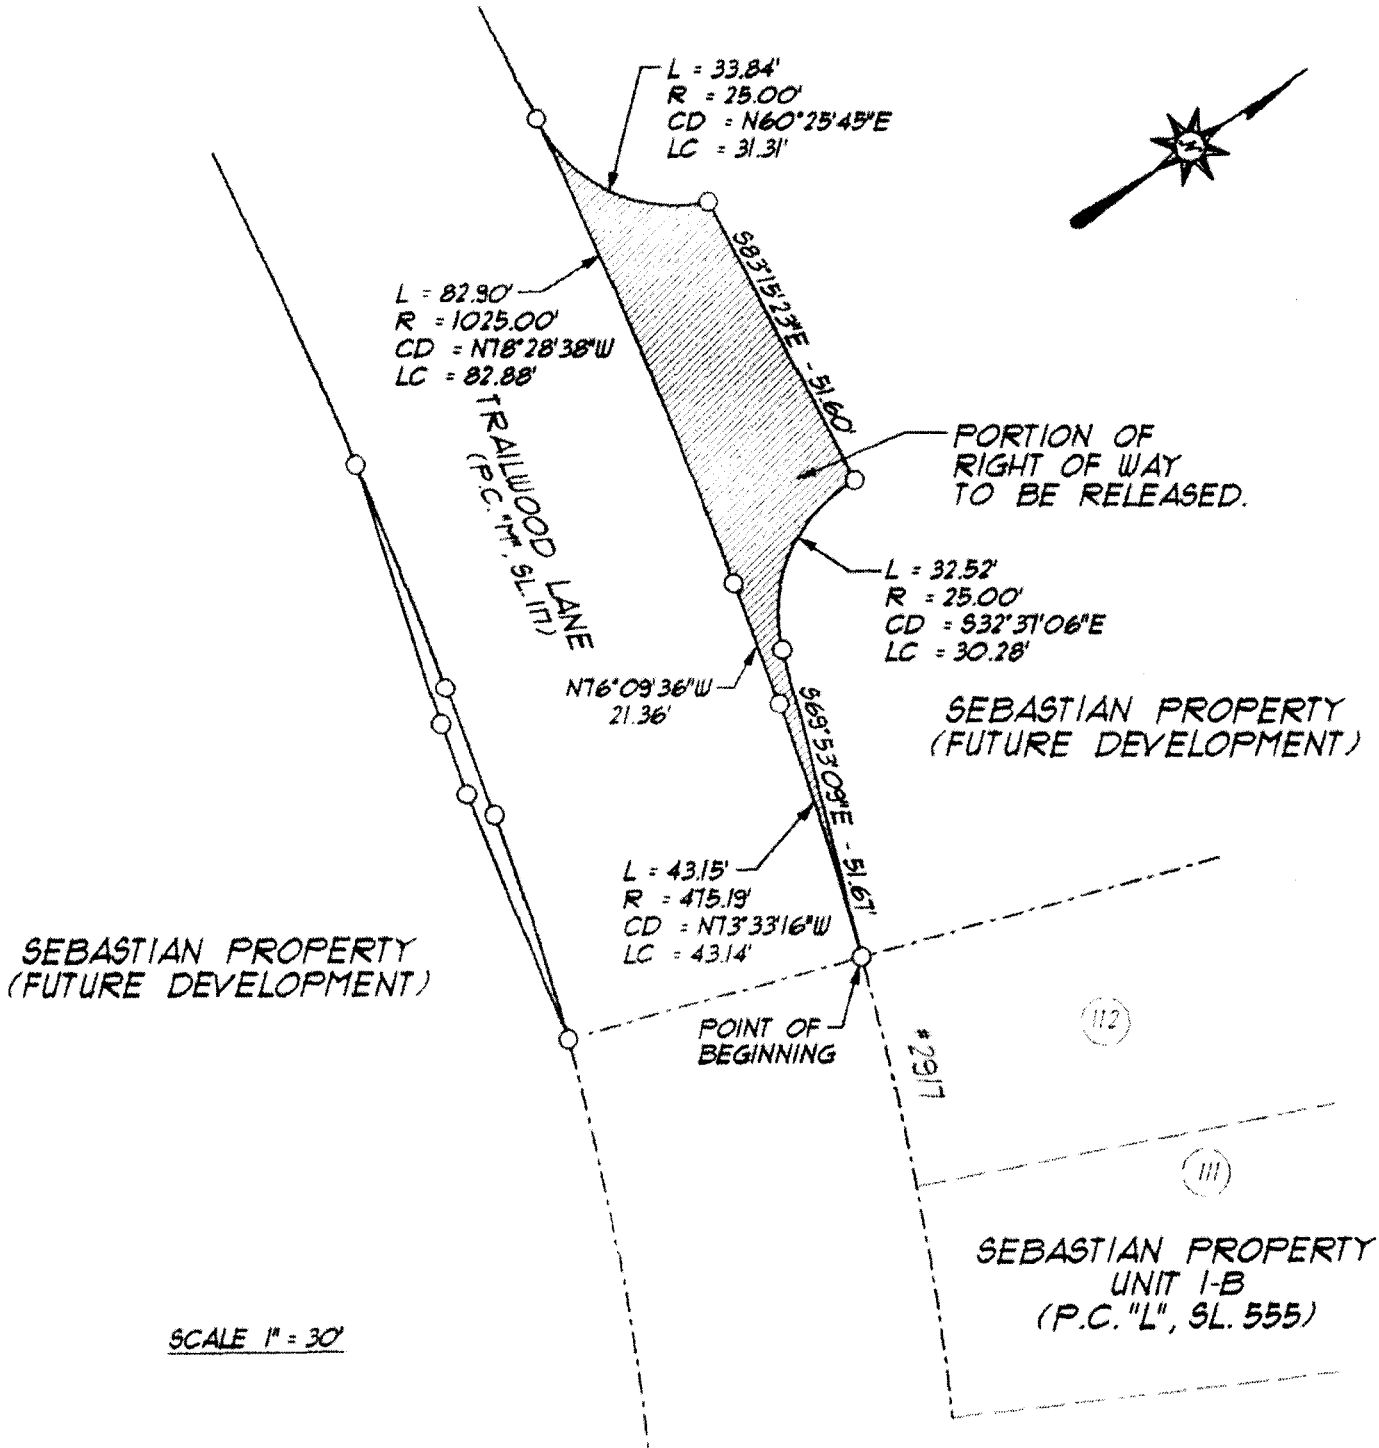 L = 33.84'
R = 25.00'
CD = N60°25'45"E
LC = 31.31'
N
S83°15'23"E - 51.60'
L = 82.90'
R = 1025.00'
CD = N78°28'38"W
LC = 82.88'
TRAILWOOD LANE
(P.C. "M", SL. 117)
PORTION OF
RIGHT OF WAY
TO BE RELEASED.
L = 32.52'
R = 25.00'
CD = S32°37'06"E
LC = 30.28'
N76°09'36"W
21.36'
S69°53'09"E - 51.67'
SEBASTIAN PROPERTY
(FUTURE DEVELOPMENT)
L = 43.15'
R = 475.19'
CD = N73°33'16"W
LC = 43.14'
SEBASTIAN PROPERTY
(FUTURE DEVELOPMENT)
POINT OF
BEGINNING
#2917
112
111
SEBASTIAN PROPERTY
UNIT 1-B
(P.C. "L", SL. 555)
SCALE 1" = 30'